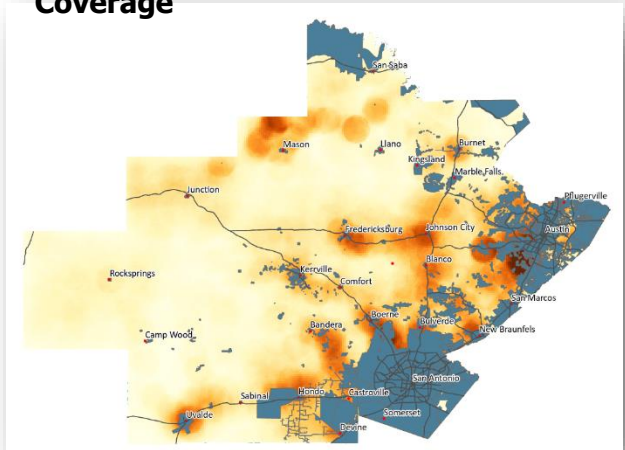 Coverage
San Saba
Mason
Llano
Burnet
Kingsland
Marble Falls
Junction
Pflugerville
Fredericksburg
Johnson City
Austin
Blanco
Rocksprings
Kerrville
Comfort
San Marcos
Boerne
Bulverde
Bandera
New Braunfels
Camp Wood
San Antonio
Hondo
Castroville
Sabinal
Somerset
Uvalde
Devine